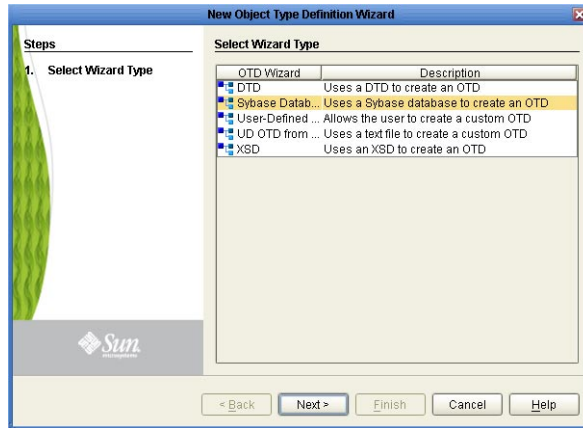 New Object Type Definition Wizard
Steps
1. Select Wizard Type
Select Wizard Type
OTD Wizard Description
DTD Uses a DTD to create an OTD
Sybase Datab... Uses a Sybase database to create an OTD
User-Defined ... Allows the user to create a custom OTD
UD OTD from ... Uses a text file to create a custom OTD
XSD Uses an XSD to create an OTD
Sun
microsystems
< Back Next > Finish Cancel Help